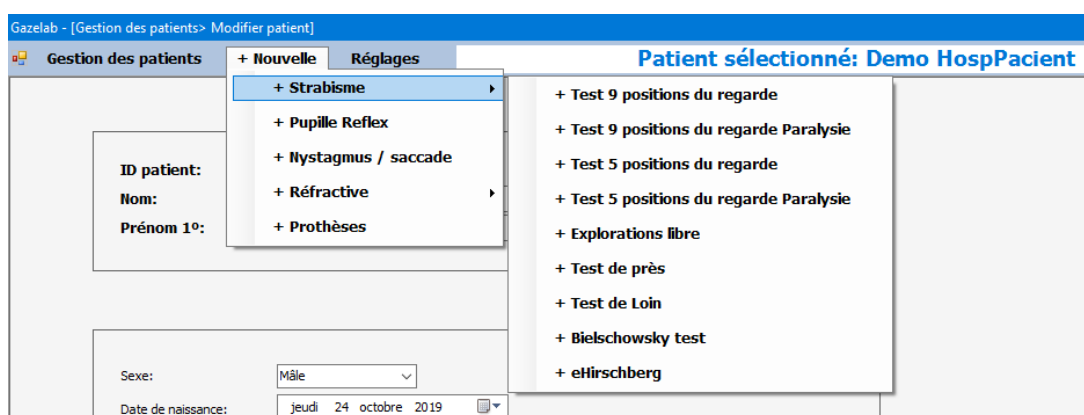 Gazelab - [Gestion des patients> Modifier patient]
Gestion des patients + Nouvelle Réglages Patient sélectionné: Demo HospPacient
+ Strabisme
+ Pupille Reflex
+ Nystagmus / saccade
+ Réfractive
+ Prothèses
+ Test 9 positions du regarde
+ Test 9 positions du regarde Paralysie
+ Test 5 positions du regarde
+ Test 5 positions du regarde Paralysie
+ Explorations libre
+ Test de près
+ Test de Loin
+ Bielschowsky test
+ eHirschberg
ID patient:
Nom:
Prénom 1º:
Sexe: Mâle
Date de naissance: jeudi 24 octobre 2019